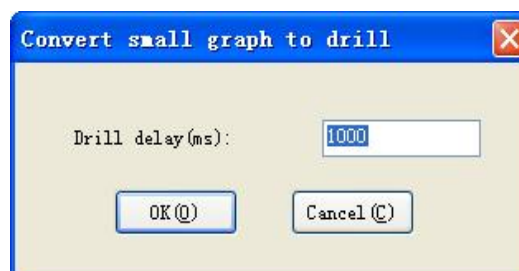 Convert small graph to drill
Drill delay(ms): 1000
OK(O) Cancel(C)